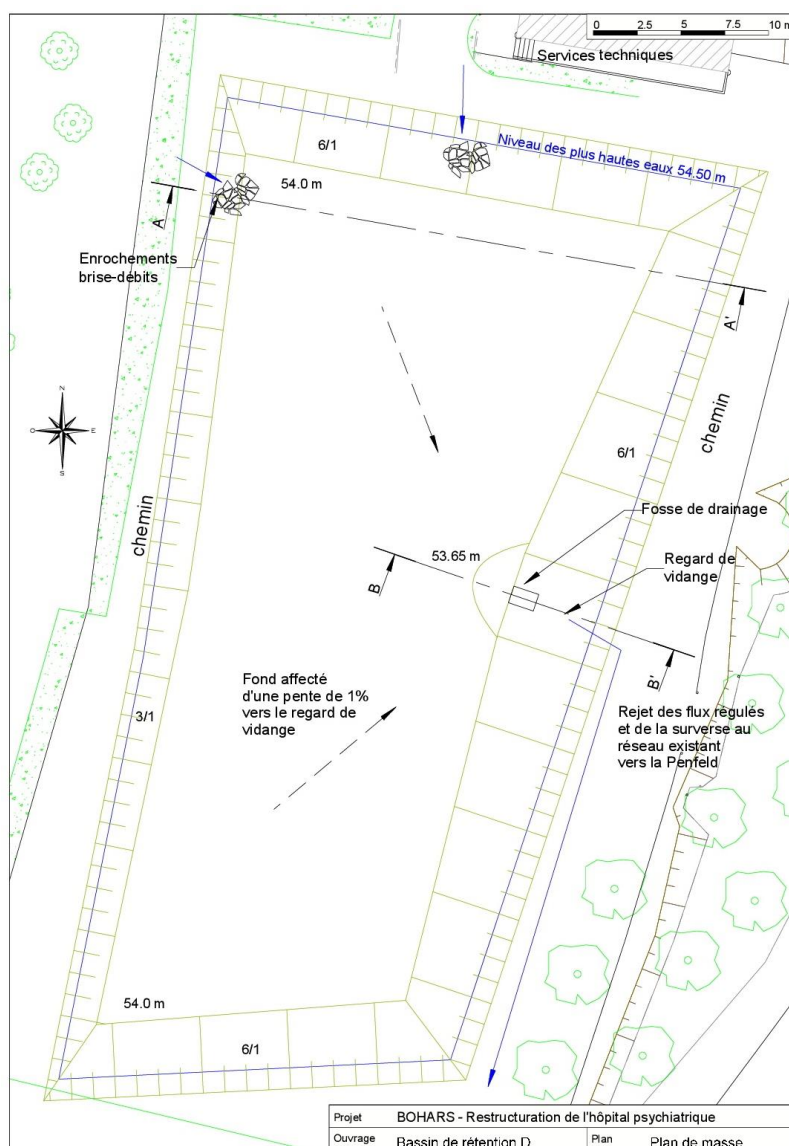 0 2.5 5 7.5 10 m
Services techniques
6/1
Niveau des plus hautes eaux 54.50 m
54.0 m
A
Enrochements
brise-débits
A'
N
O E
S
chemin
6/1
Fosse de drainage
chemin
53.65 m
Regard de
vidange
B
B'
Fond affecté
d'une pente de 1%
vers le regard de
vidange
3/1
Rejet des flux régulés
et de la surverse au
réseau existant
vers la Penfeld
54.0 m
6/1
Projet BOHARS - Restructuration de l'hôpital psychiatrique
Ouvrage Bassin de rétention D Plan Plan de masse